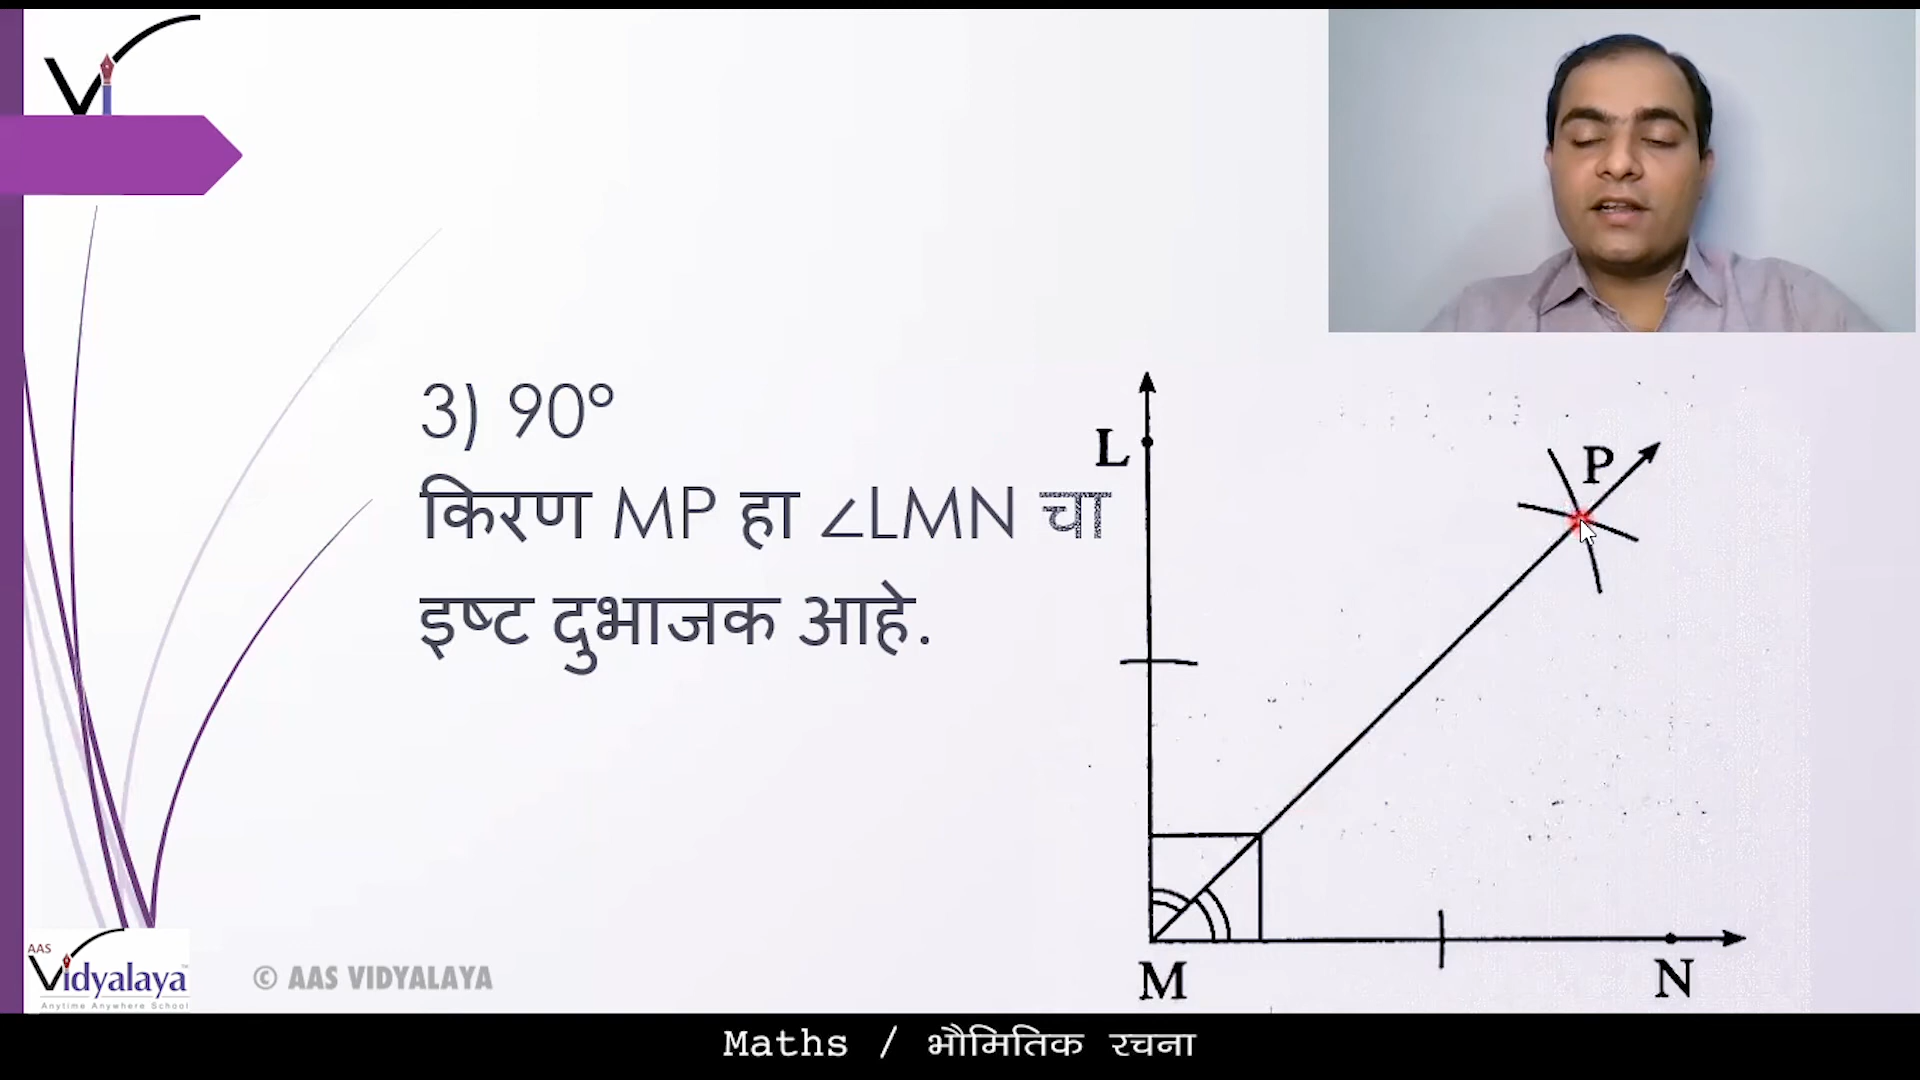 3) 90°
किरण MP हा ∠LMN चा
इष्ट दुभाजक आहे.
L
P
M
N
AAS
Vidyalaya
Anytime Anywhere School
© AAS VIDYALAYA
Maths / भौमितिक रचना